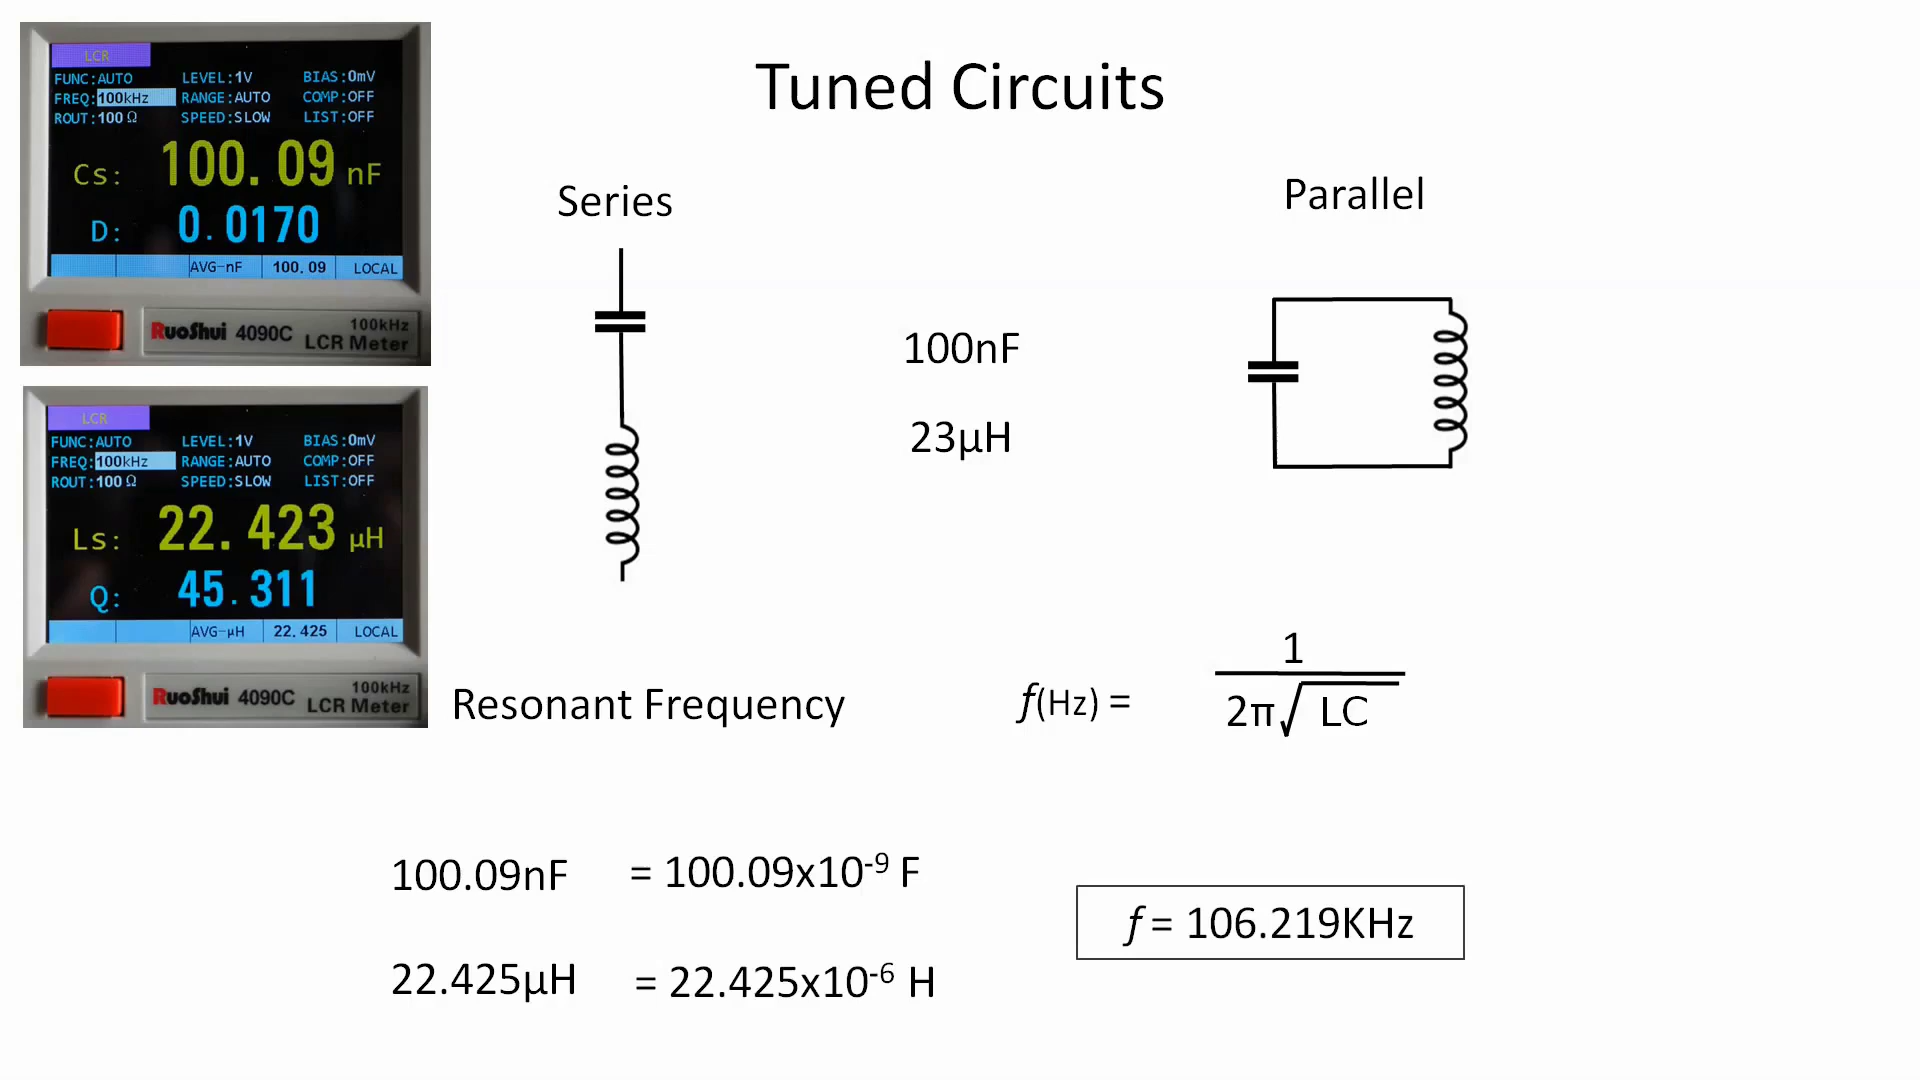 Tuned Circuits
LCR
FUNC:AUTO LEVEL:1V BIAS:0mV
FREQ:100kHz RANGE:AUTO COMP:OFF
ROUT:100 Ω SPEED:SLOW LIST:OFF
Cs: 100.09 nF
D: 0.0170
AVG-nF 100.09 LOCAL
RuoShui 4090C 100kHz
LCR Meter
LCR
FUNC:AUTO LEVEL:1V BIAS:0mV
FREQ:100kHz RANGE:AUTO COMP:OFF
ROUT:100 Ω SPEED:SLOW LIST:OFF
Ls: 22.423 μH
Q: 45.311
AVG-μH 22.425 LOCAL
RuoShui 4090C 100kHz
LCR Meter
Series
Parallel
100nF
23μH
Resonant Frequency
f(Hz) =
1
2π√LC
100.09nF = 100.09x10⁻⁹ F
22.425μH = 22.425x10⁻⁶ H
f = 106.219KHz